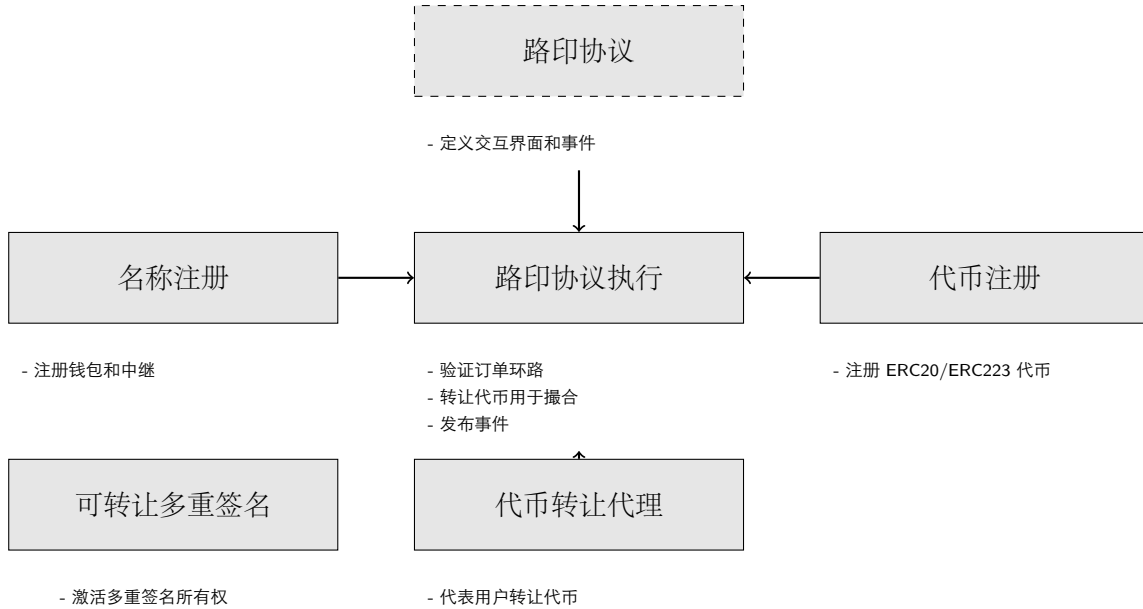 路印协议
- 定义交互界面和事件
名称注册
路印协议执行
代币注册
- 注册钱包和中继
- 验证订单环路
- 转让代币用于撮合
- 发布事件
- 注册 ERC20/ERC223 代币
可转让多重签名
代币转让代理
- 激活多重签名所有权
- 代表用户转让代币